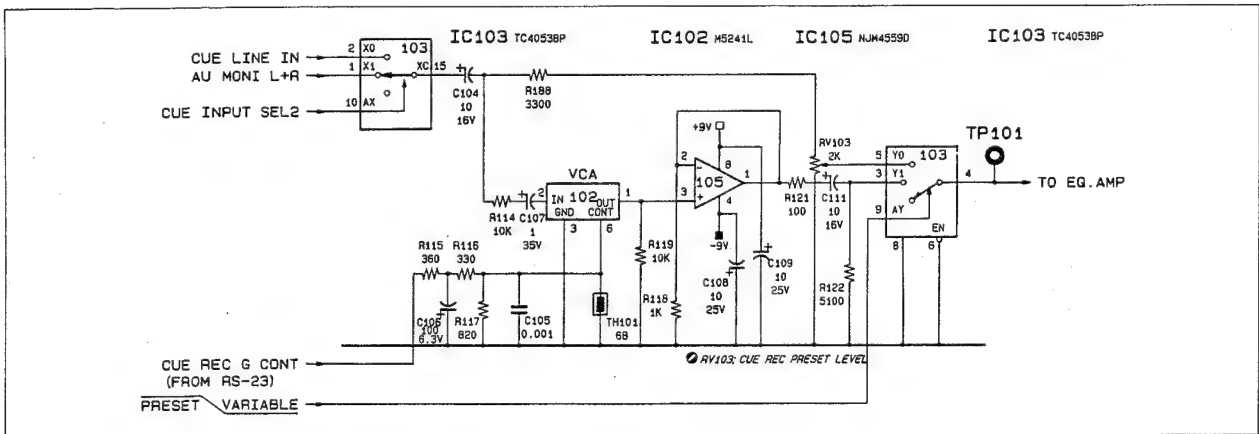 IC103 TC4053BP
IC102 M5241L
IC105 NJM4559D
IC103 TC4053BP
CUE LINE IN
AU MONI L+R
CUE INPUT SEL2
2 X0
103
1 X1
XC 15
10 AX
C104
10
16V
R188
3300
VCA
R114
10K
C107
1
35V
2 IN
102
OUT 1
GND
CONT
3
6
R115
360
R116
330
C106
100
6.3V
R117
820
C105
0.001
TH101
68
R119
10K
R118
1K
+9V
2
-
8
105
1
3
+
4
-9V
C108
10
25V
C109
10
25V
R121
100
C111
10
16V
RV103
2K
R122
5100
5 Y0
103
3 Y1
4
9 AY
EN
8
6
TP101
TO EQ.AMP
RV103: CUE REC PRESET LEVEL
CUE REC G CONT
(FROM RS-23)
PRESET VARIABLE